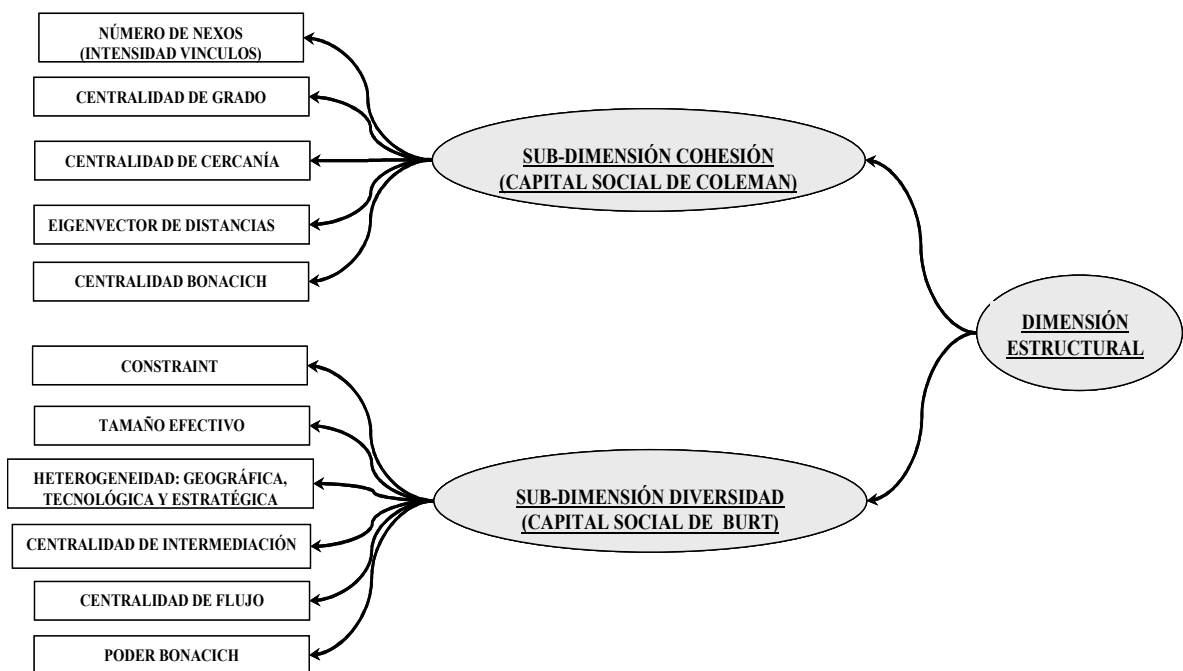 NÚMERO DE NEXOS
(INTENSIDAD VINCULOS)
CENTRALIDAD DE GRADO
CENTRALIDAD DE CERCANÍA
EIGENVECTOR DE DISTANCIAS
CENTRALIDAD BONACICH
SUB-DIMENSIÓN COHESIÓN
(CAPITAL SOCIAL DE COLEMAN)
DIMENSIÓN
ESTRUCTURAL
CONSTRAINT
TAMAÑO EFECTIVO
HETEROGENEIDAD: GEOGRÁFICA,
TECNOLÓGICA Y ESTRATÉGICA
CENTRALIDAD DE INTERMEDIACIÓN
CENTRALIDAD DE FLUJO
PODER BONACICH
SUB-DIMENSIÓN DIVERSIDAD
(CAPITAL SOCIAL DE BURT)